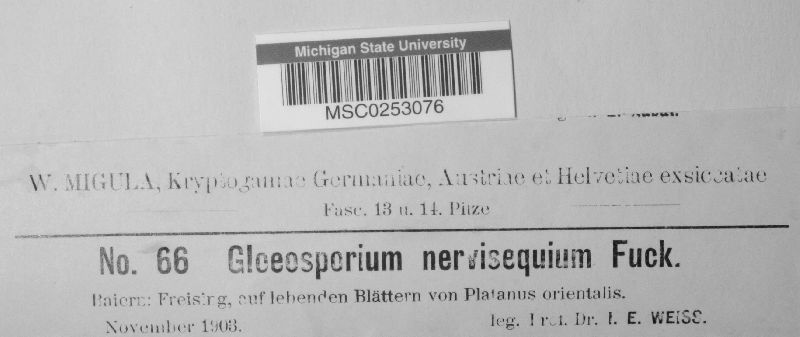 Michigan State University
MSC0253076
W. MIGULA, Kryptogamae Germaniae, Austriae et Helvetiae exsiccatae
Fasc. 13 u. 14. Pilze
No. 66 Gloeosporium nervisequium Fuck.
Baiern: Freising, auf lebenden Blättern von Platanus orientalis.
November 1903. leg. Prof. Dr. I. E. WEISS.